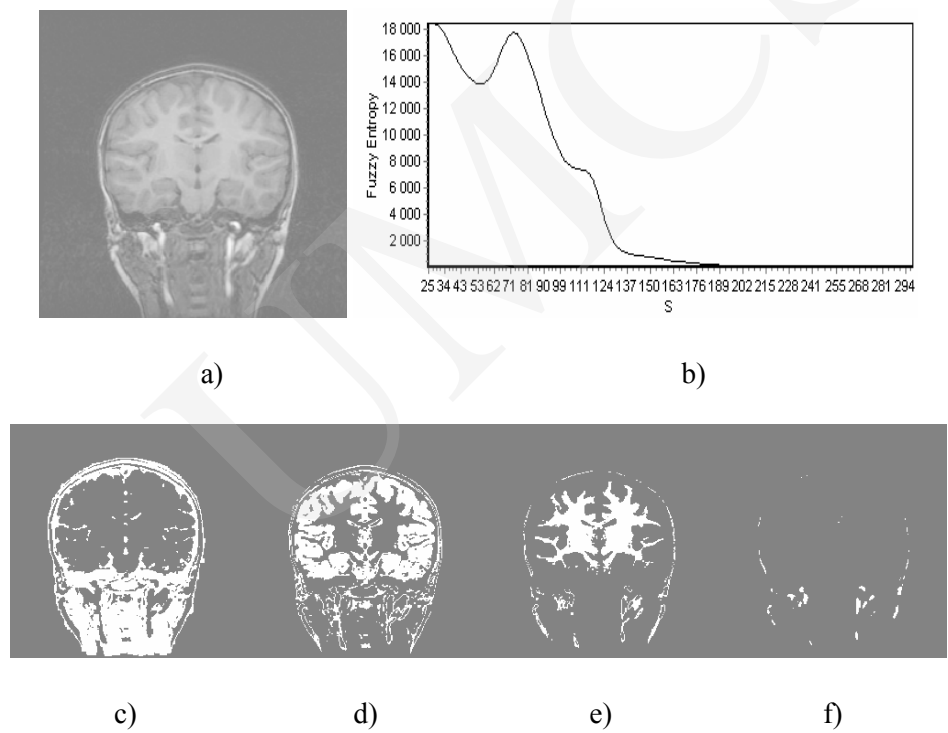 18 000
16 000
14 000
12 000
10 000
8 000
6 000
4 000
2 000
Fuzzy Entropy
25 34 43 53 62 71 81 90 99 111 124 137 150 163 176 189 202 215 228 241 255 268 281 294
S
a) b)
c) d) e) f)
UMCS